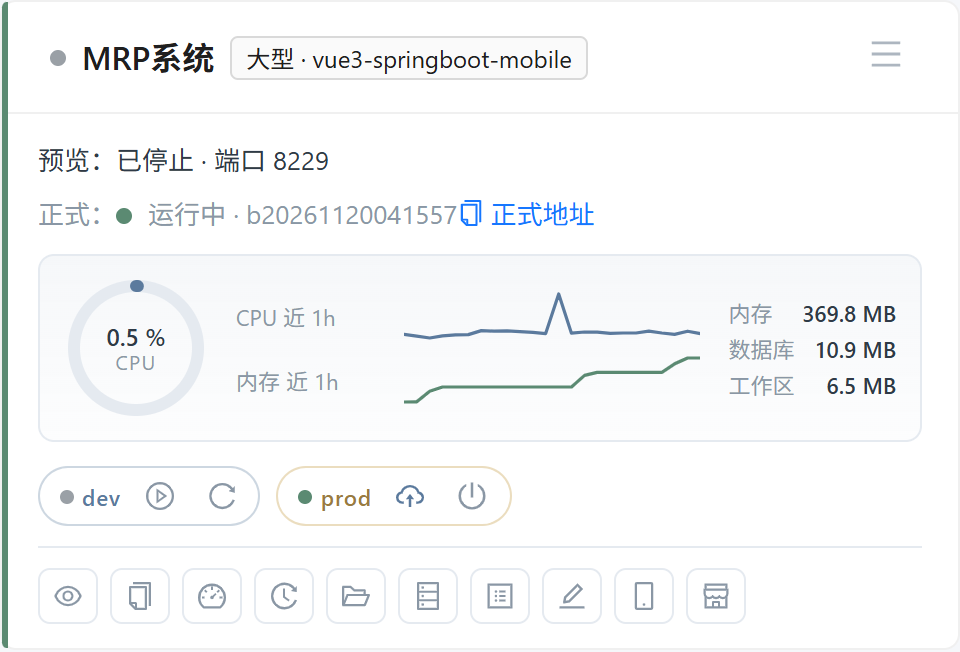 MRP系统 大型 · vue3-springboot-mobile
预览：已停止 · 端口 8229
正式： 运行中 · b20261120041557 正式地址
0.5 %
CPU
CPU 近 1h
内存 近 1h
内存 369.8 MB
数据库 10.9 MB
工作区 6.5 MB
dev prod